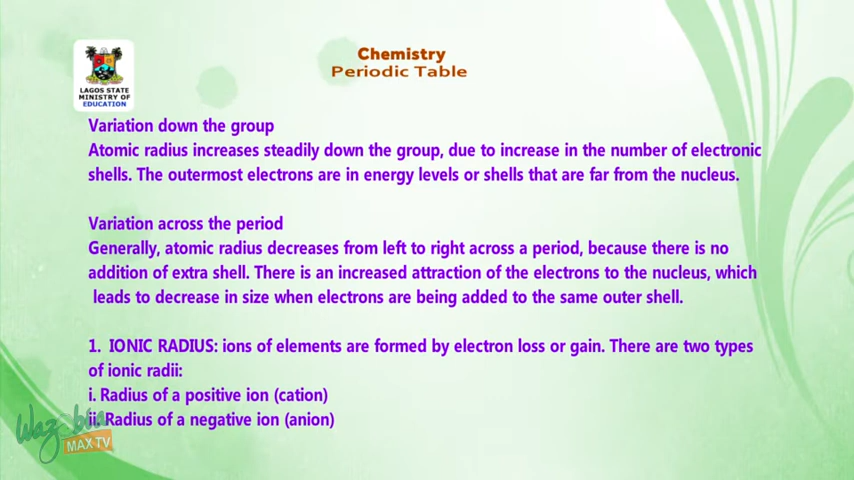 Chemistry
Periodic Table
LAGOS STATE
MINISTRY OF
EDUCATION
Variation down the group
Atomic radius increases steadily down the group, due to increase in the number of electronic
shells. The outermost electrons are in energy levels or shells that are far from the nucleus.
Variation across the period
Generally, atomic radius decreases from left to right across a period, because there is no
addition of extra shell. There is an increased attraction of the electrons to the nucleus, which
leads to decrease in size when electrons are being added to the same outer shell.
1. IONIC RADIUS: ions of elements are formed by electron loss or gain. There are two types
of ionic radii:
i. Radius of a positive ion (cation)
ii. Radius of a negative ion (anion)
MAX TV